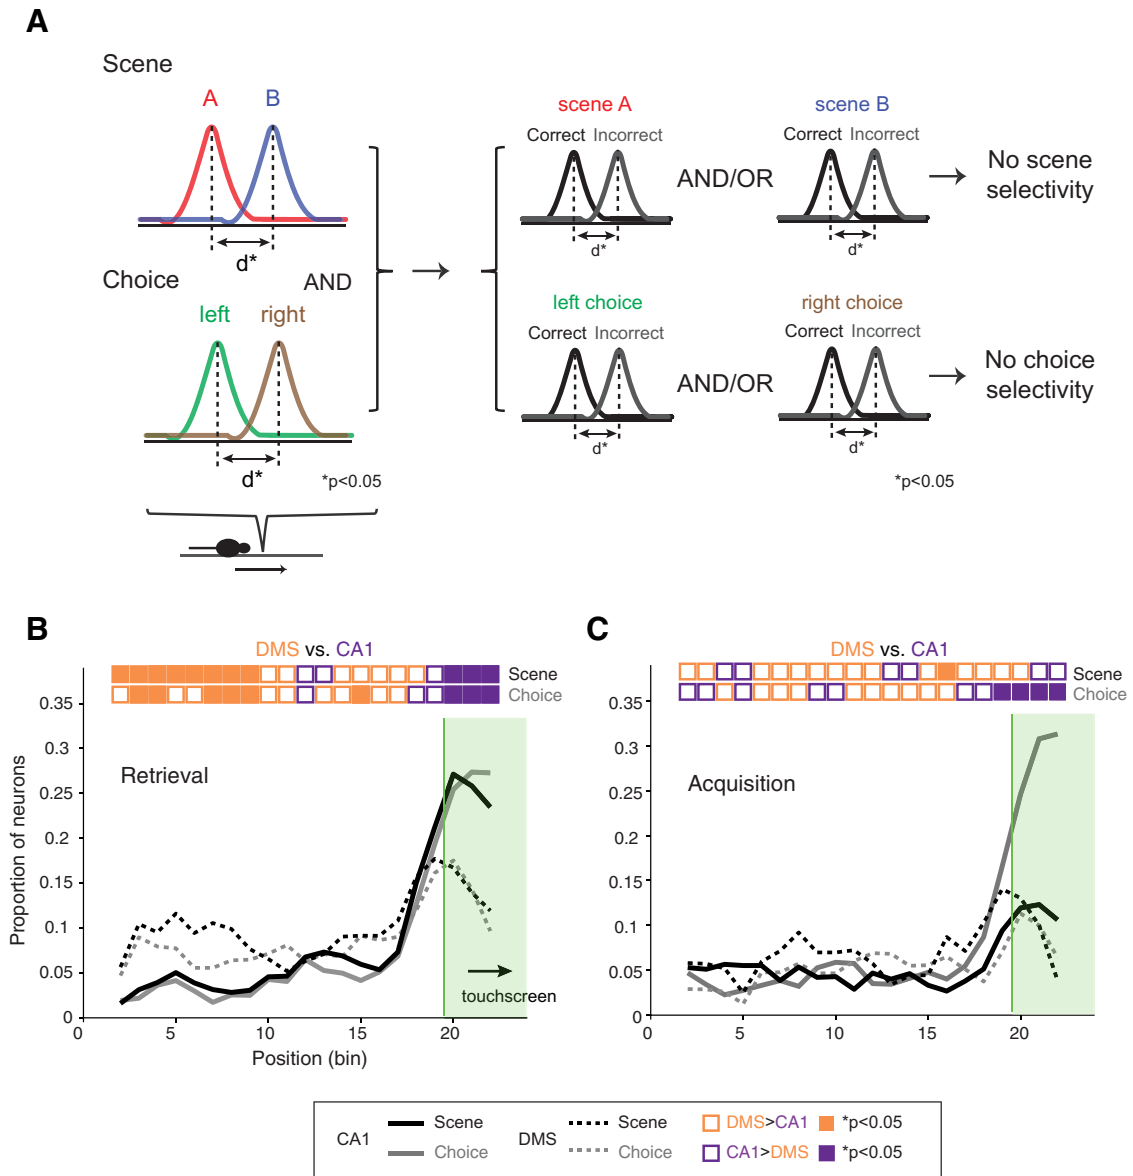 A
Scene
A B
d*
Choice AND
left right
d*
*p<0.05
scene A
Correct Incorrect
d*
AND/OR
scene B
Correct Incorrect
d*
No scene
selectivity
left choice
Correct Incorrect
d*
AND/OR
right choice
Correct Incorrect
d*
No choice
selectivity
*p<0.05
B
DMS vs. CA1
Scene
Choice
0.35
0.3
0.25
0.2
0.15
0.1
0.05
0
Proportion of neurons
Retrieval
touchscreen
0 5 10 15 20
Position (bin)
C
DMS vs. CA1
Scene
Choice
0.35
0.3
0.25
0.2
0.15
0.1
0.05
0
Acquisition
0 5 10 15 20
CA1
Scene
Choice
DMS
Scene
Choice
DMS>CA1 *p<0.05
CA1>DMS *p<0.05